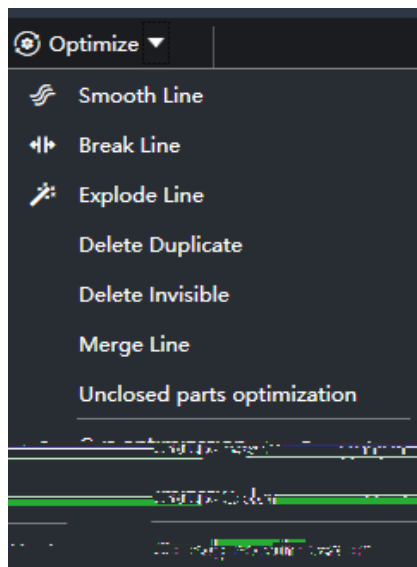 Optimize
Smooth Line
Break Line
Explode Line
Delete Duplicate
Delete Invisible
Merge Line
Unclosed parts optimization